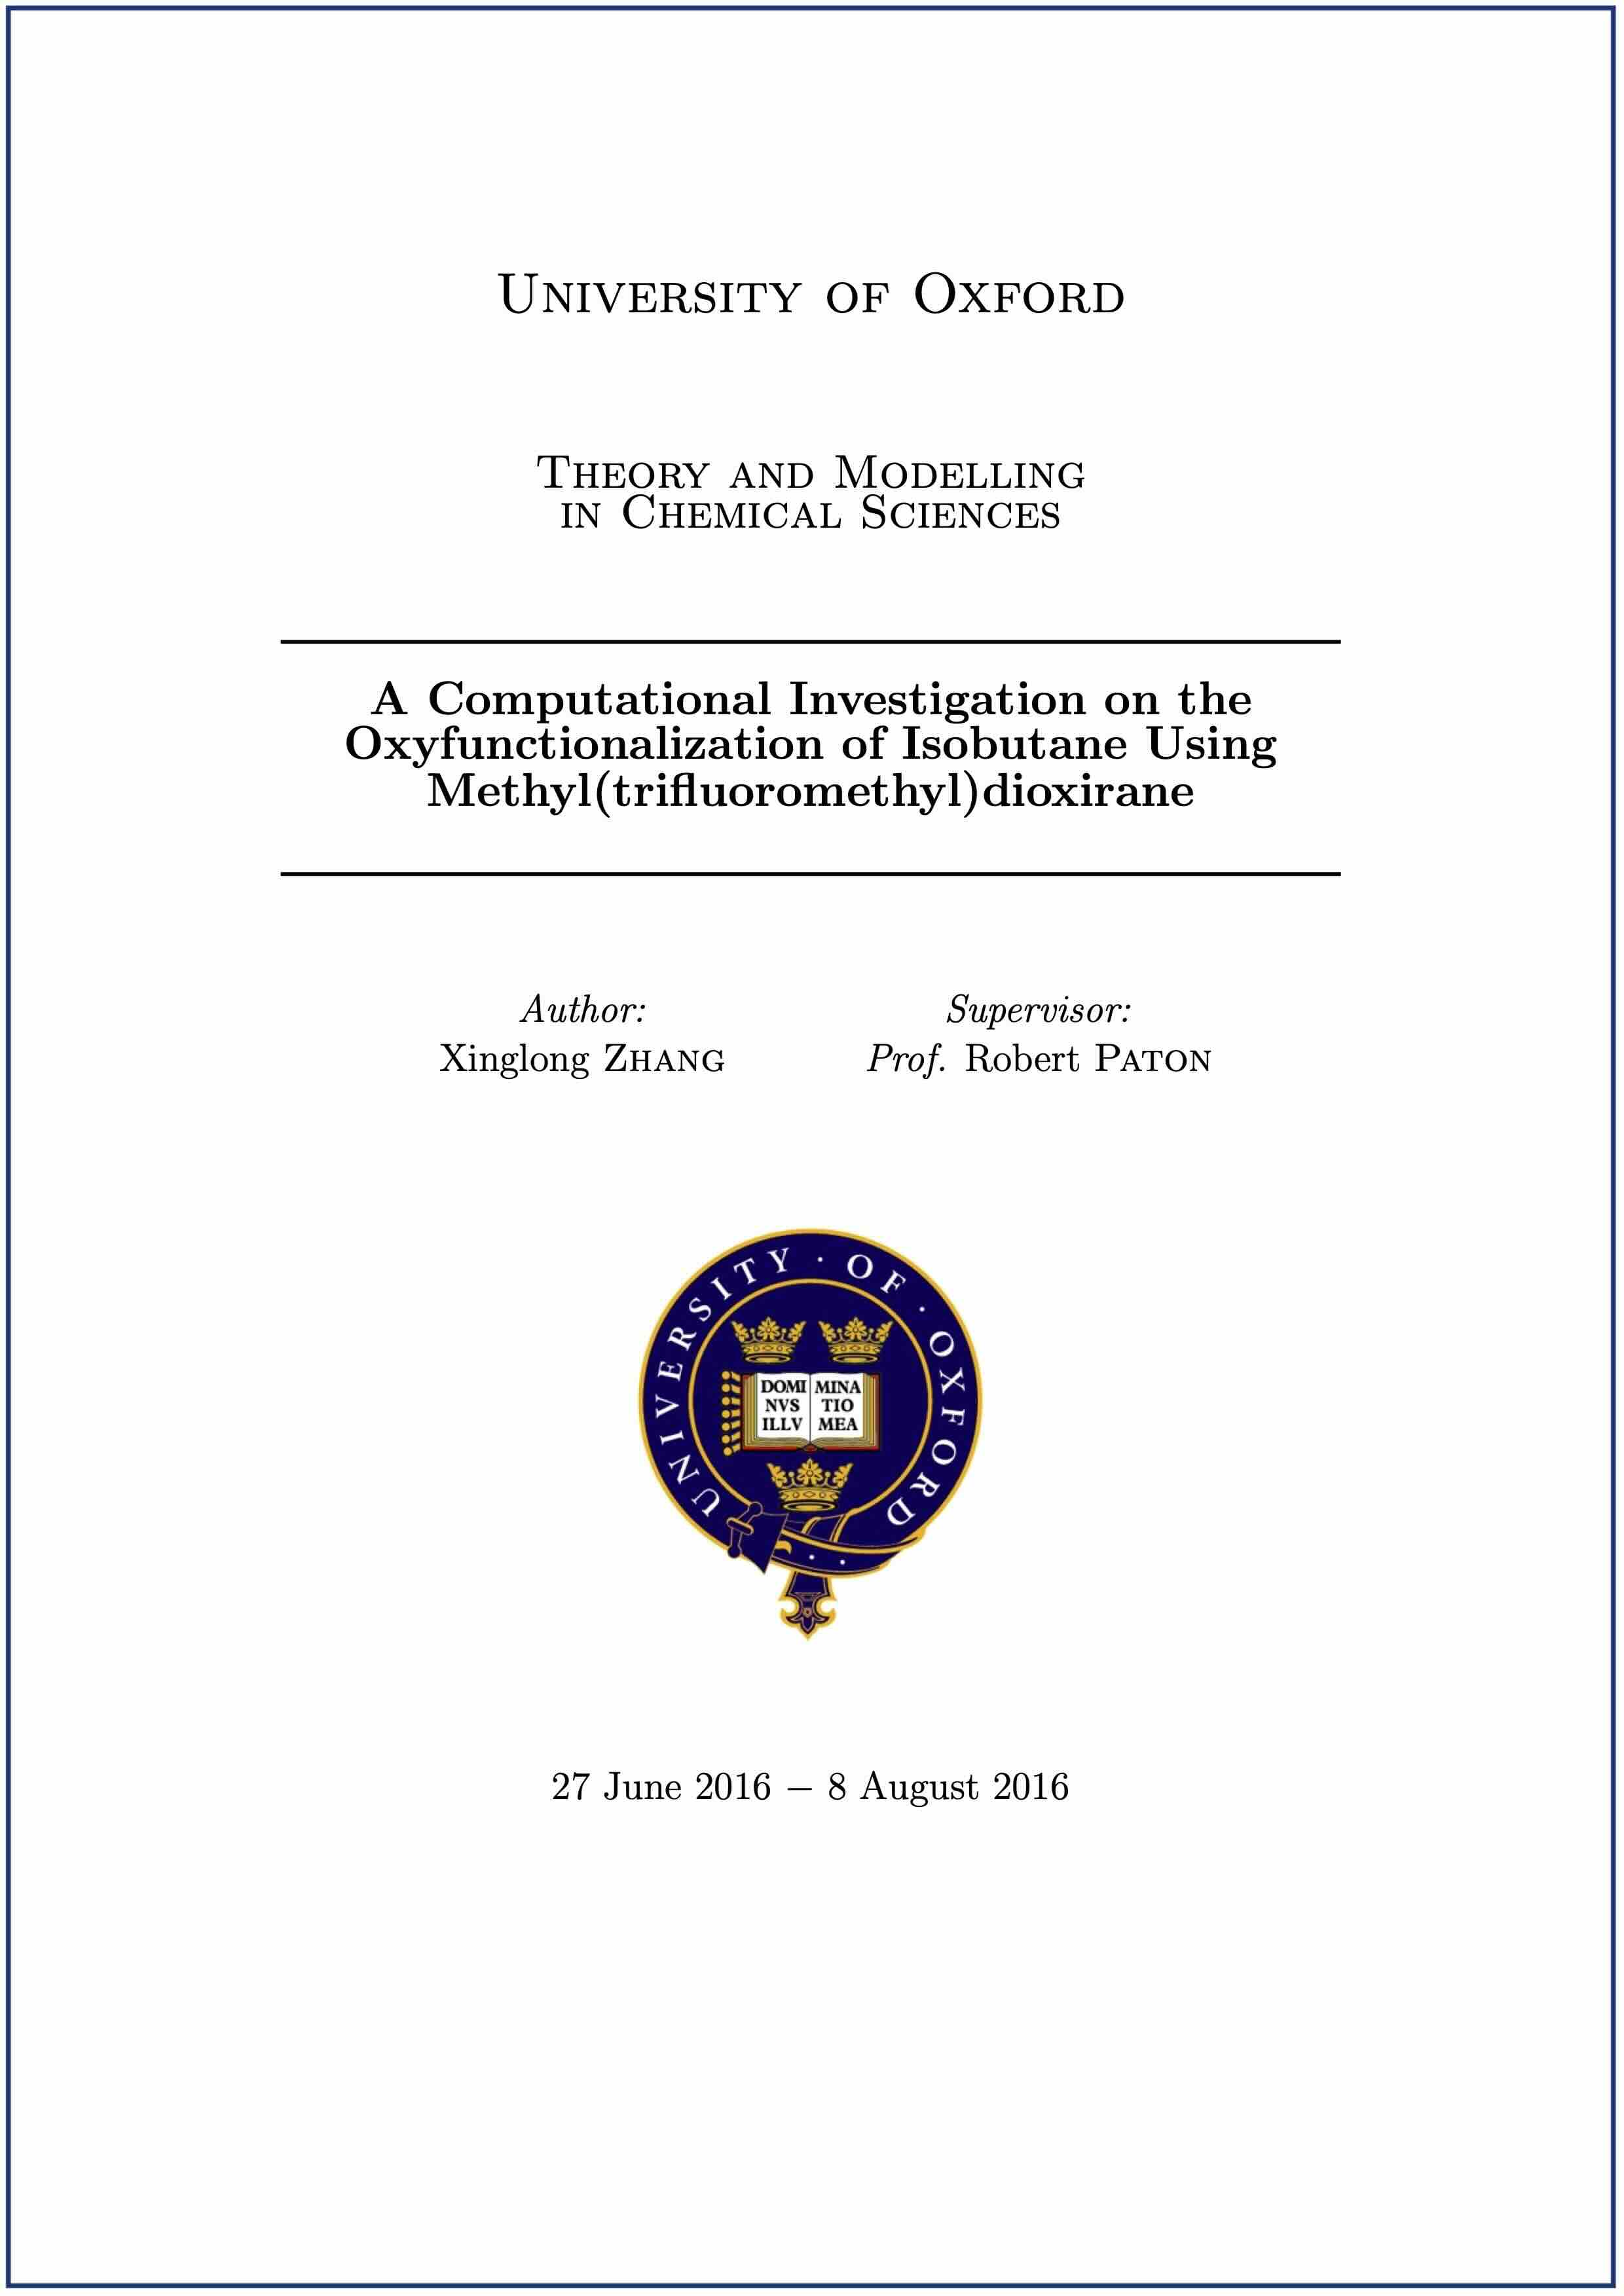 University of Oxford
Theory and Modelling
in Chemical Sciences
A Computational Investigation on the
Oxyfunctionalization of Isobutane Using
Methyl(trifluoromethyl)dioxirane
Author:
Xinglong Zhang
Supervisor:
Prof. Robert Paton
UNIVERSITY · OF · OXFORD
DOMI MINA
NVS TIO
ILLV MEA
27 June 2016 – 8 August 2016